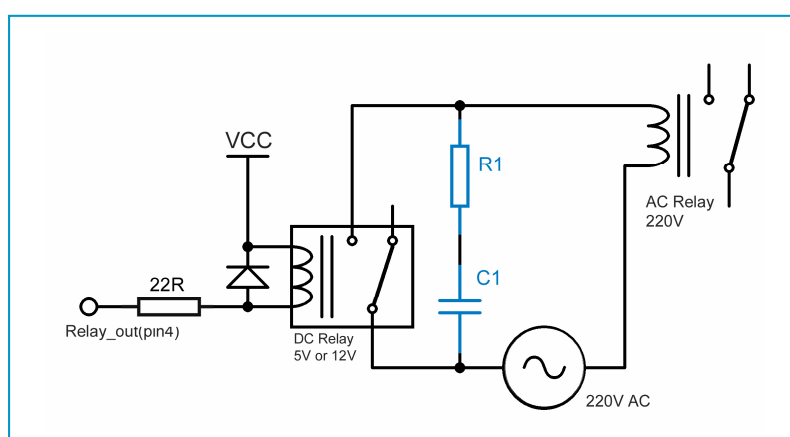 VCC
R1
AC Relay
220V
C1
22R
Relay_out(pin4)
DC Relay
5V or 12V
220V AC